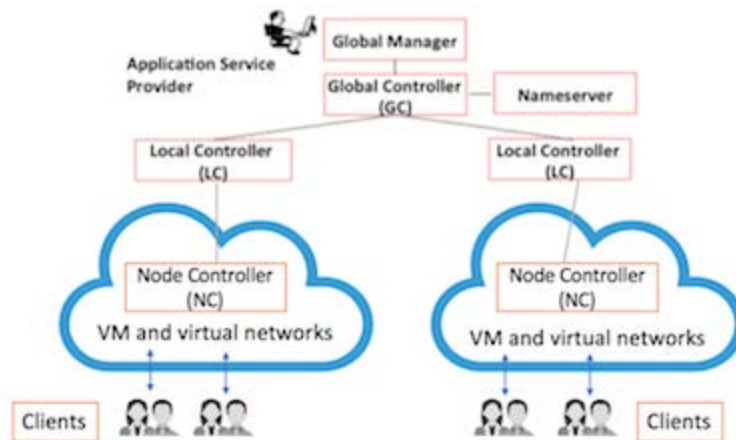 Global Manager
Application Service
Provider
Global Controller
(GC)
Nameserver
Local Controller
(LC)
Local Controller
(LC)
Node Controller
(NC)
Node Controller
(NC)
VM and virtual networks
VM and virtual networks
Clients
Clients